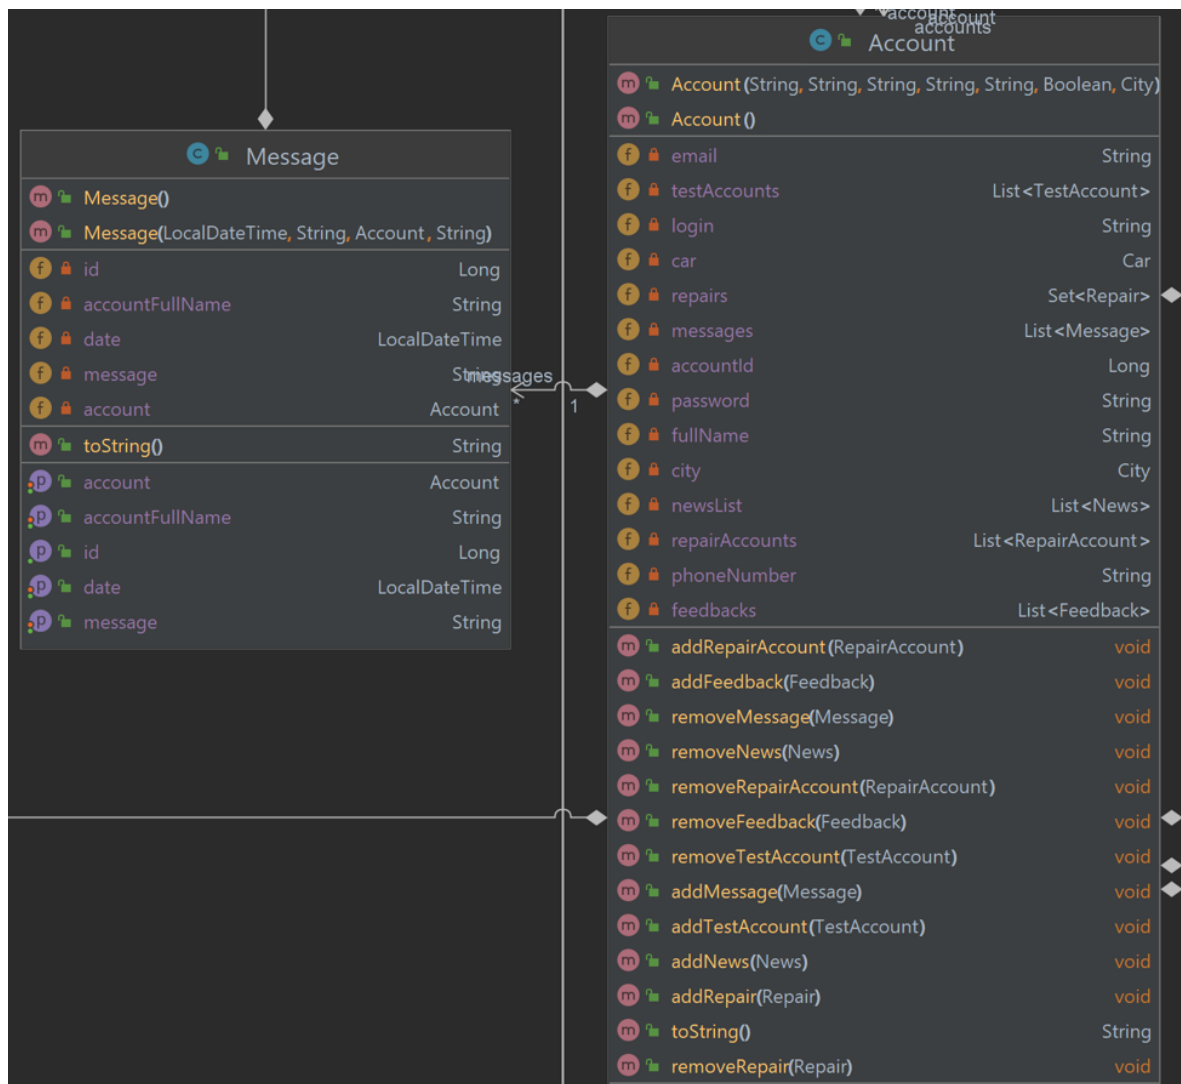 account
account
accounts
Account
Account(String, String, String, String, String, Boolean, City)
Account()
email String
testAccounts List<TestAccount>
login String
car Car
repairs Set<Repair>
messages List<Message>
accountId Long
password String
fullName String
city City
newsList List<News>
repairAccounts List<RepairAccount>
phoneNumber String
feedbacks List<Feedback>
addRepairAccount(RepairAccount) void
addFeedback(Feedback) void
removeMessage(Message) void
removeNews(News) void
removeRepairAccount(RepairAccount) void
removeFeedback(Feedback) void
removeTestAccount(TestAccount) void
addMessage(Message) void
addTestAccount(TestAccount) void
addNews(News) void
addRepair(Repair) void
toString() String
removeRepair(Repair) void
Message
Message()
Message(LocalDateTime, String, Account, String)
id Long
accountFullName String
date LocalDateTime
message String
account Account
toString() String
account Account
accountFullName String
id Long
date LocalDateTime
message String
messages
*
1